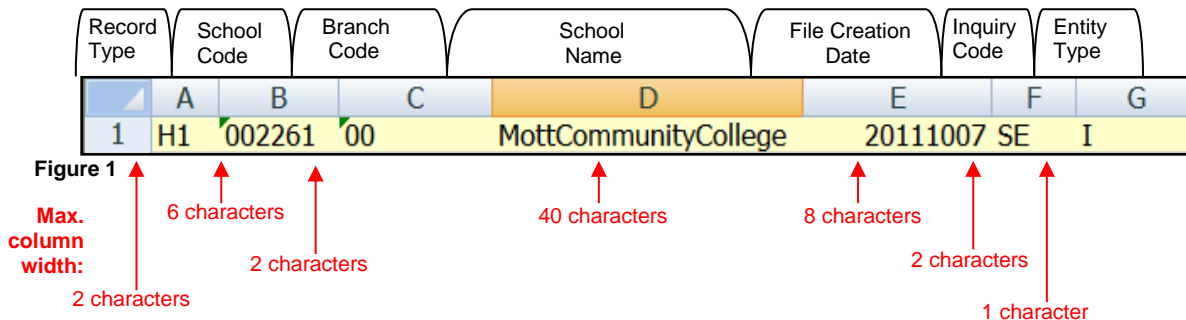 Record Type
School Code
Branch Code
School Name
File Creation Date
Inquiry Code
Entity Type
A B C D E F G
1 H1 002261 00 MottCommunityCollege 20111007 SE I
Figure 1
Max. column width:
6 characters
40 characters
8 characters
2 characters
2 characters
2 characters
1 character